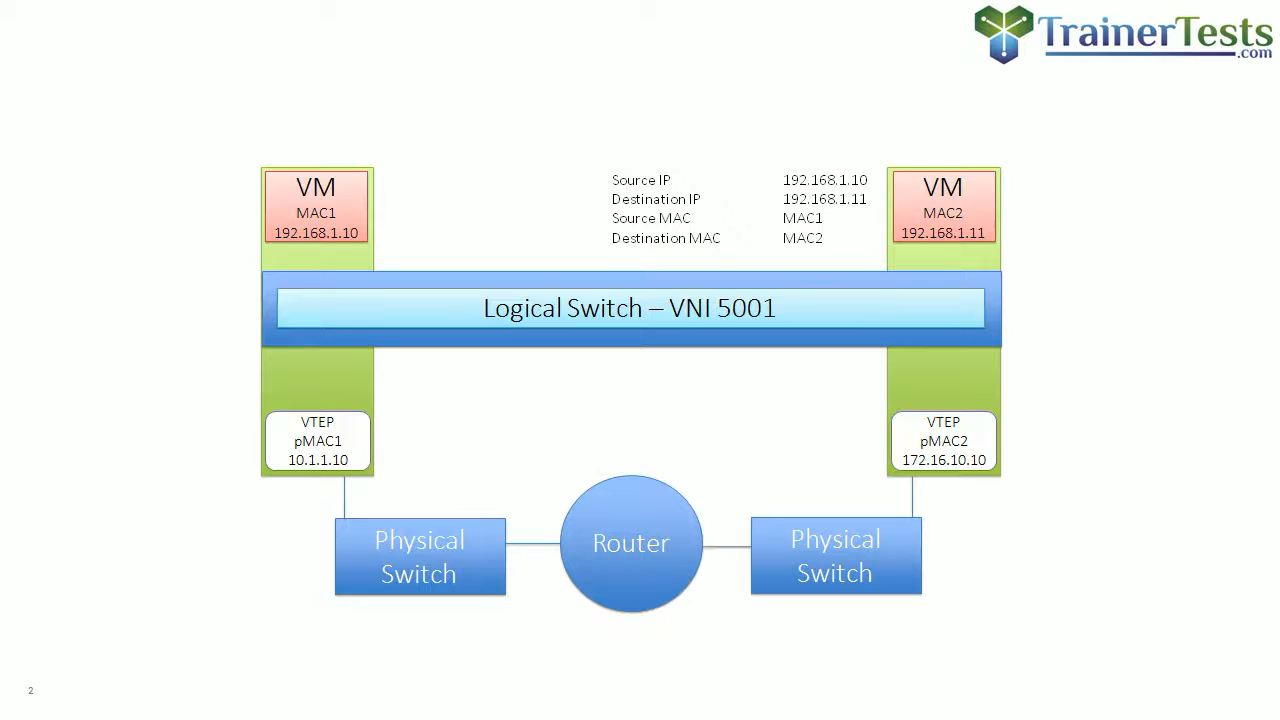 TrainerTests
.com
VM
MAC1
192.168.1.10
Source IP 192.168.1.10
Destination IP 192.168.1.11
Source MAC MAC1
Destination MAC MAC2
VM
MAC2
192.168.1.11
Logical Switch – VNI 5001
VTEP
pMAC1
10.1.1.10
VTEP
pMAC2
172.16.10.10
Physical
Switch
Router
Physical
Switch
2